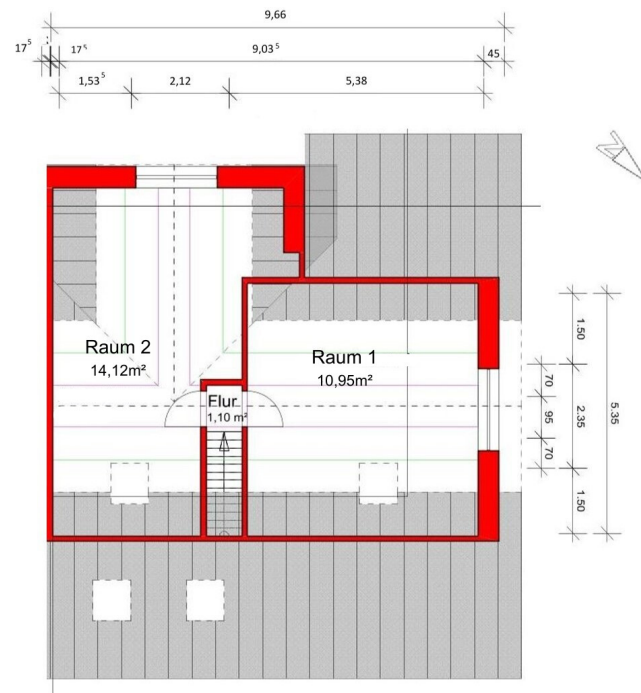 9,66
17⁵
17⁵
9,03⁵
45
1,53⁵
2,12
5,38
N
Raum 2
14,12m²
Raum 1
10,95m²
Flur
1,10 m²
1.50
70
95
2.35
5.35
70
1.50